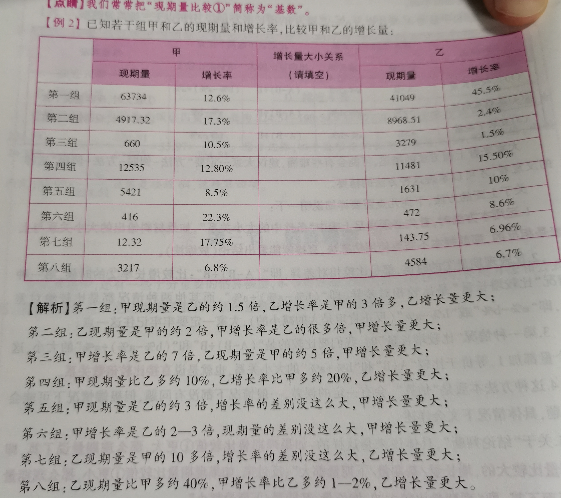 【点睛】我们常常把“现期量比较①”简称为“基数”。
【例2】已知若干组甲和乙的现期量和增长率,比较甲和乙的增长量:
甲 增长量大小关系(请填空) 乙
现期量 增长率 现期量 增长率
第一组 63734 12.6% 41049 45.5%
第二组 4917.32 17.3% 8968.51 2.4%
第三组 660 10.5% 3279 1.5%
第四组 12535 12.80% 11481 15.50%
第五组 5421 8.5% 1631 10%
第六组 416 22.3% 472 8.6%
第七组 12.32 17.75% 143.75 6.96%
第八组 3217 6.8% 4584 6.7%
【解析】第一组:甲现期量是乙的约1.5倍,乙增长率是甲的3倍多,乙增长量更大;
第二组:乙现期量是甲的约2倍,甲增长率是乙的很多倍,甲增长量更大;
第三组:甲增长率是乙的7倍,乙现期量是甲的约5倍,甲增长量更大;
第四组:甲现期量比乙多约10%,乙增长率比甲多约20%,乙增长量更大;
第五组:甲现期量是乙的约3倍,增长率的差别没这么大,甲增长量更大;
第六组:甲增长率是乙的2—3倍,现期量的差别没这么大,甲增长量更大;
第七组:乙现期量是甲的10多倍,增长率的差别没这么大,乙增长量更大;
第八组:乙现期量比甲多约40%,甲增长率比乙多约1—2%,乙增长量更大。